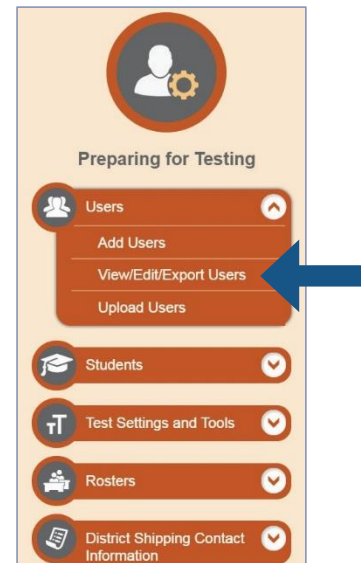 Preparing for Testing
Users
Add Users
View/Edit/Export Users
Upload Users
Students
TT Test Settings and Tools
Rosters
District Shipping Contact
Information